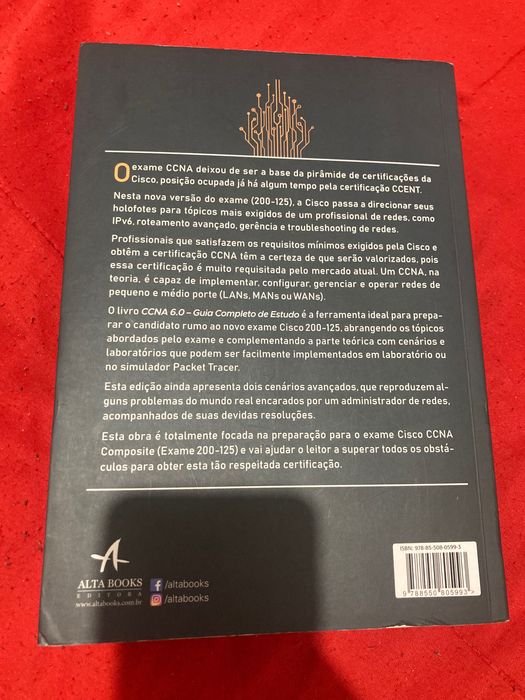 O exame CCNA deixou de ser a base da pirâmide de certificações da
Cisco, posição ocupada já há algum tempo pela certificação CCENT.
Nesta nova versão do exame (200-125), a Cisco passa a direcionar seus
holofotes para tópicos mais exigidos de um profissional de redes, como
IPv6, roteamento avançado, gerência e troubleshooting de redes.
Profissionais que satisfazem os requisitos mínimos exigidos pela Cisco e
obtêm a certificação CCNA têm a certeza de que serão valorizados, pois
essa certificação é muito requisitada pelo mercado atual. Um CCNA, na
teoria, é capaz de implementar, configurar, gerenciar e operar redes de
pequeno e médio porte (LANs, MANs ou WANs).
O livro CCNA 6.0 – Guia Completo de Estudo é a ferramenta ideal para prepa-
rar o candidato rumo ao novo exame Cisco 200-125, abrangendo os tópicos
abordados pelo exame e complementando a parte teórica com cenários e
laboratórios que podem ser facilmente implementados em laboratório ou
no simulador Packet Tracer.
Esta edição ainda apresenta dois cenários avançados, que reproduzem al-
guns problemas do mundo real encarados por um administrador de redes,
acompanhados de suas devidas resoluções.
Esta obra é totalmente focada na preparação para o exame Cisco CCNA
Composite (Exame 200-125) e vai ajudar o leitor a superar todos os obstá-
culos para obter esta tão respeitada certificação.
ALTA BOOKS
EDITORA
www.altabooks.com.br
/altabooks
/altabooks
ISBN: 978-85-508-0599-3
9 788550 805993 >